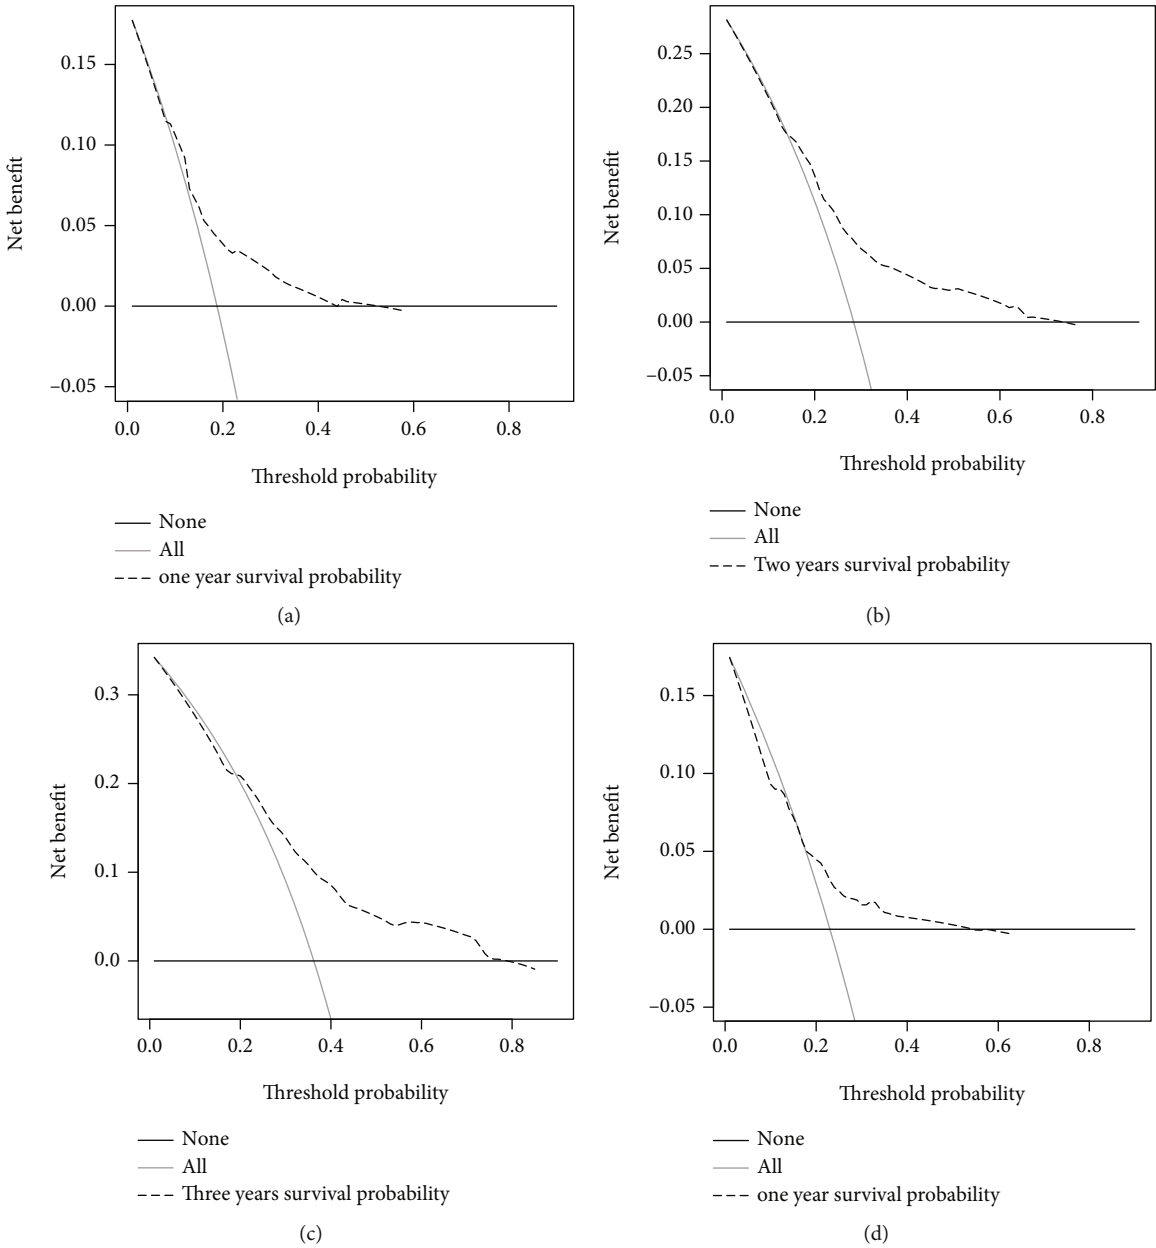 0.15
0.10
0.05
0.00
−0.05
Net benefit
0.0 0.2 0.4 0.6 0.8
Threshold probability
None
All
one year survival probability
(a)
0.25
0.20
0.15
0.10
0.05
0.00
−0.05
Net benefit
0.0 0.2 0.4 0.6 0.8
Threshold probability
None
All
Two years survival probability
(b)
0.3
0.2
0.1
0.0
Net benefit
0.0 0.2 0.4 0.6 0.8
Threshold probability
None
All
Three years survival probability
(c)
0.15
0.10
0.05
0.00
−0.05
Net benefit
0.0 0.2 0.4 0.6 0.8
Threshold probability
None
All
one year survival probability
(d)